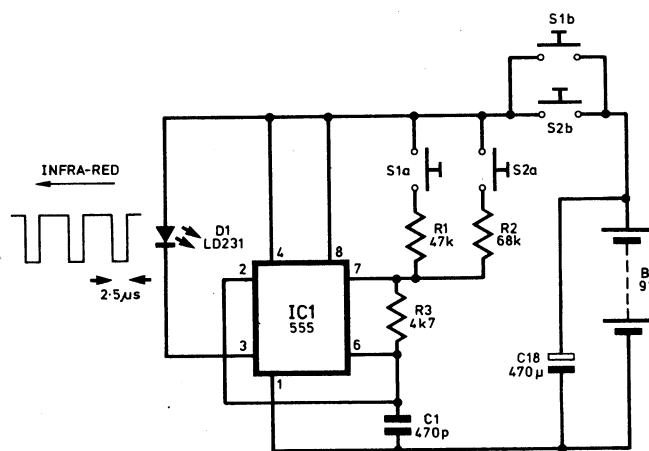 S1b
S2b
INFRA-RED
S1a
S2a
D1
LD231
R1
47k
R2
68k
4
8
2
7
2·5μs
IC1
555
R3
4k7
3
6
1
C18
470μ
C1
470p